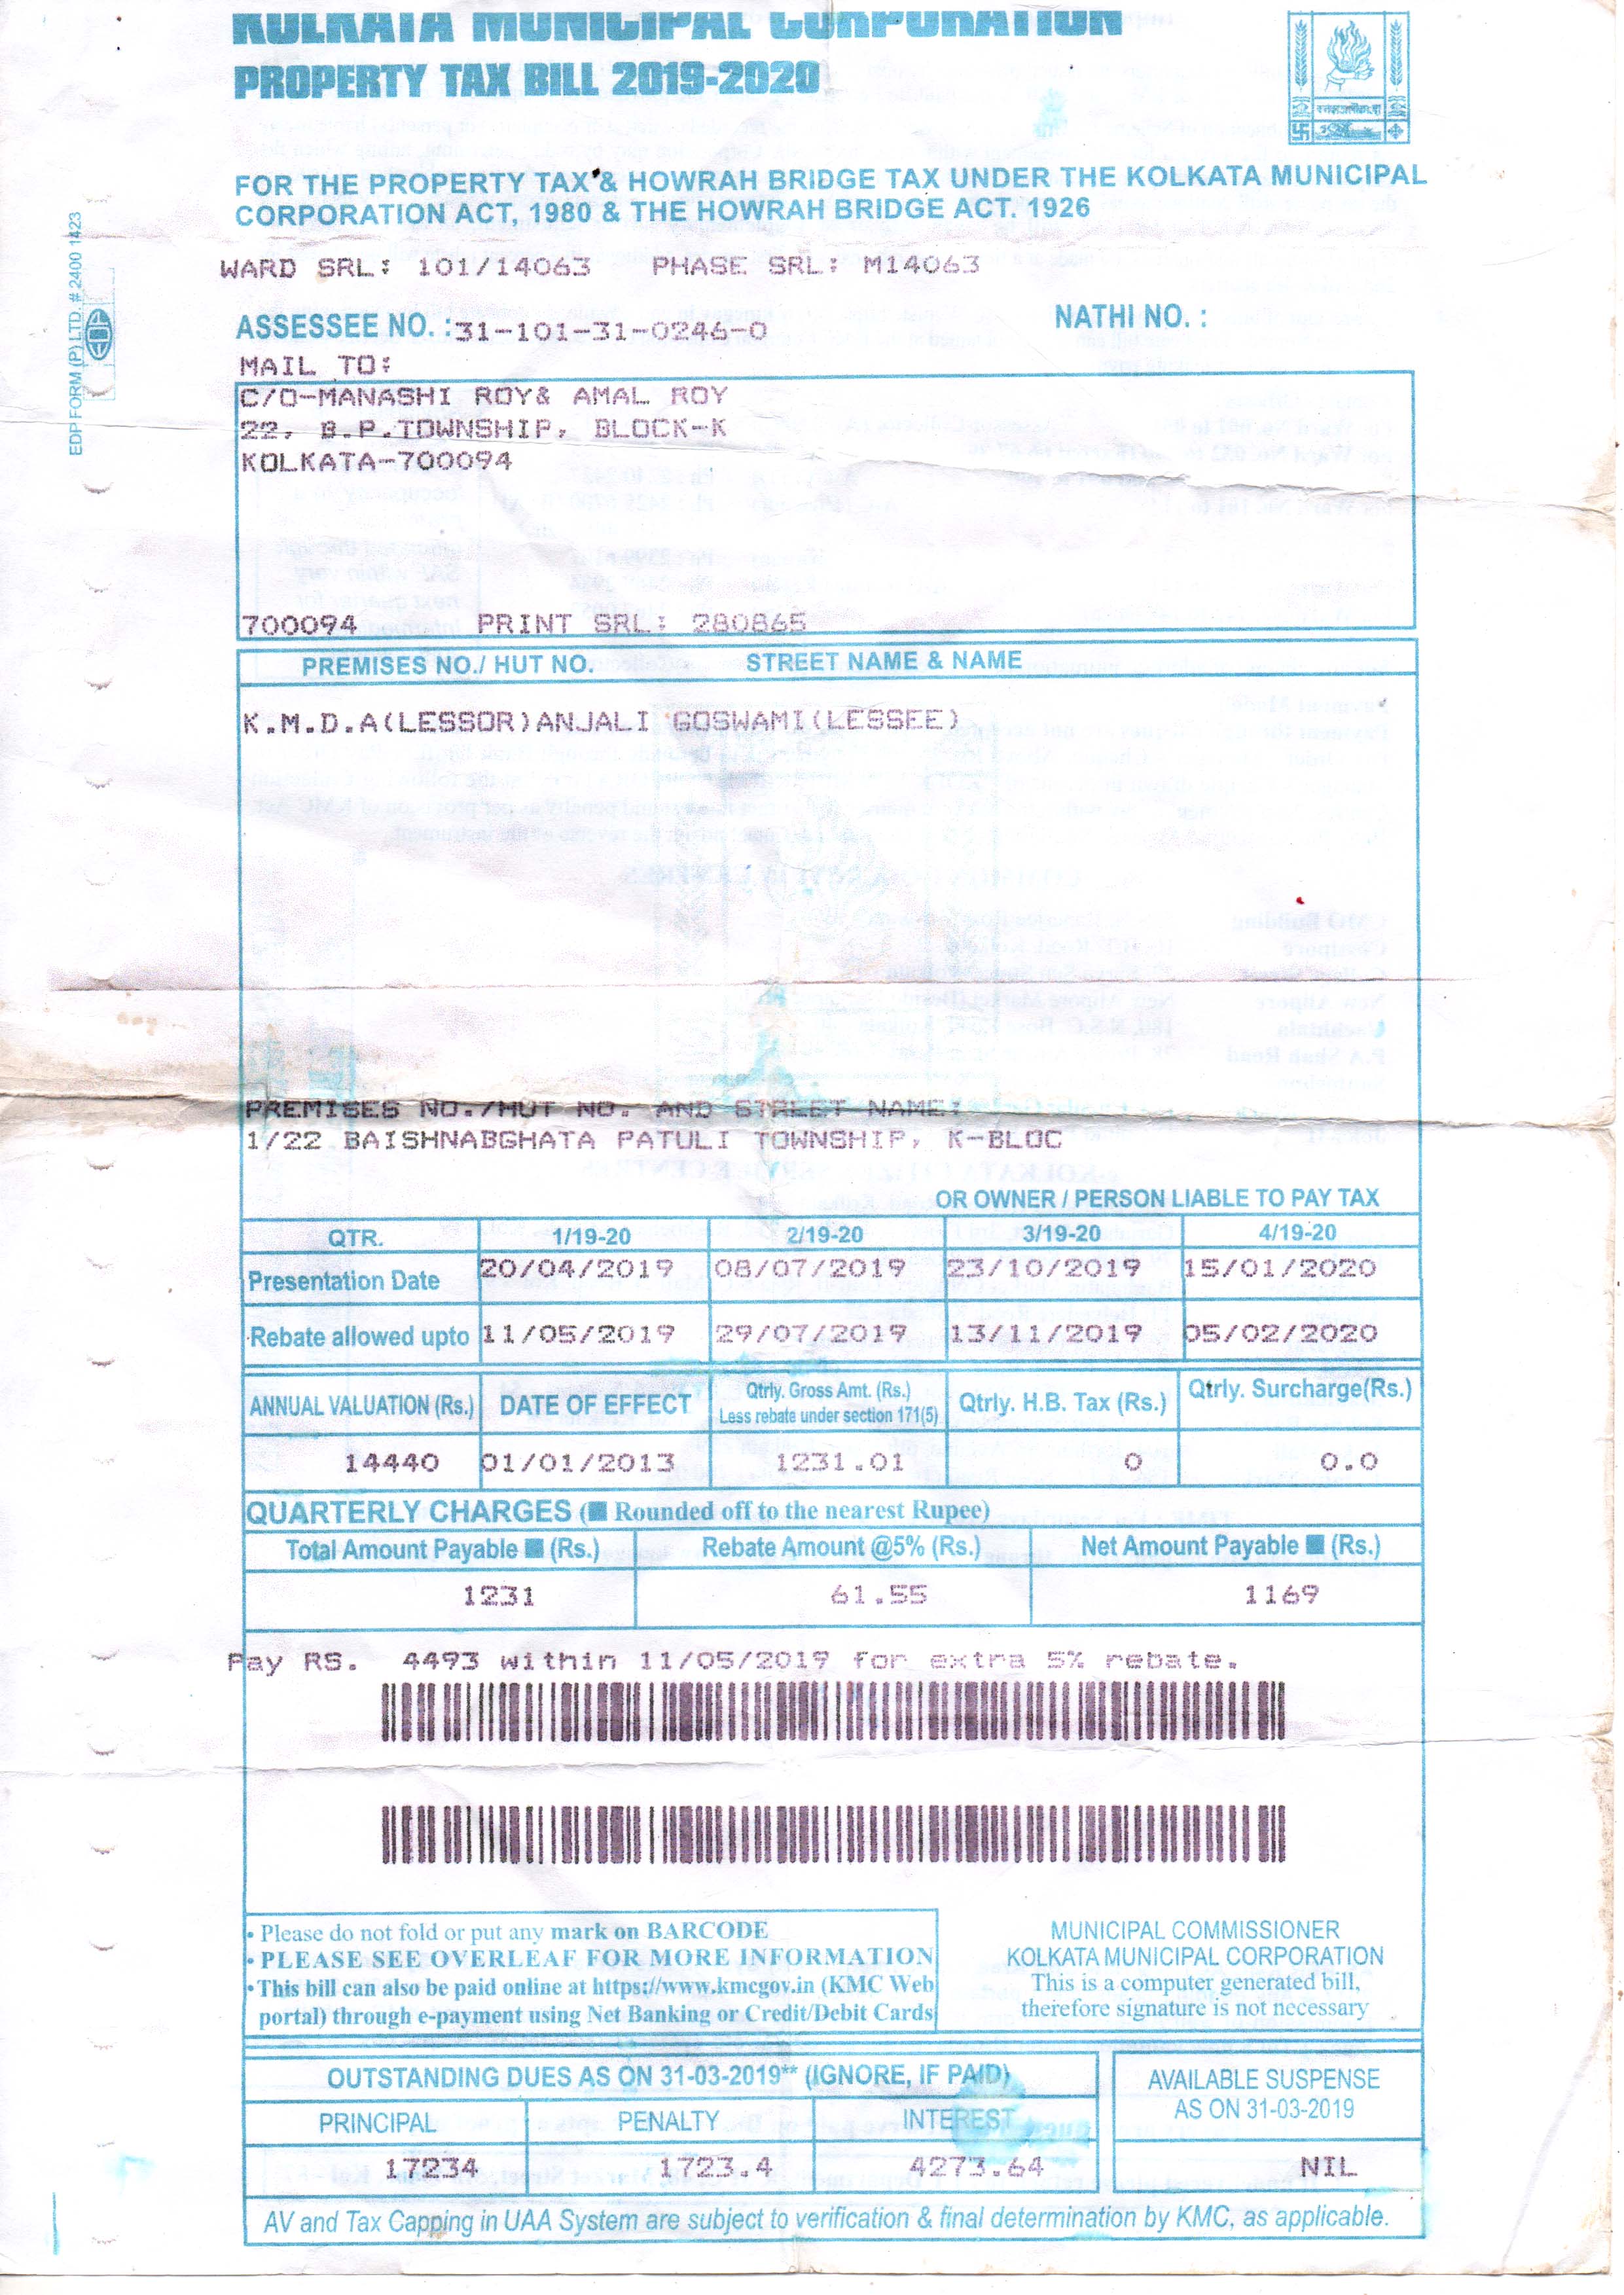 KOLKATA MUNICIPAL CORPORATION
PROPERTY TAX BILL 2019-2020
FOR THE PROPERTY TAX & HOWRAH BRIDGE TAX UNDER THE KOLKATA MUNICIPAL
CORPORATION ACT, 1980 & THE HOWRAH BRIDGE ACT. 1926
EDP FORM (P) LTD. # 2400 1423
WARD SRL: 101/14063 PHASE SRL: M14063
ASSESSEE NO. :31-101-31-0246-0 NATHI NO. :
MAIL TO:
C/O-MANASHI ROY& AMAL ROY
22, B.P.TOWNSHIP, BLOCK-K
KOLKATA-700094
700094 PRINT SRL: 280865
PREMISES NO./ HUT NO. STREET NAME & NAME
K.M.D.A(LESSOR)ANJALI GOSWAMI(LESSEE)
PREMISES NO./HUT NO. AND STREET NAME:
1/22 BAISHNABGHATA PATULI TOWNSHIP, K-BLOC
OR OWNER / PERSON LIABLE TO PAY TAX
QTR. 1/19-20 2/19-20 3/19-20 4/19-20
Presentation Date 20/04/2019 08/07/2019 23/10/2019 15/01/2020
Rebate allowed upto 11/05/2019 29/07/2019 13/11/2019 05/02/2020
ANNUAL VALUATION (Rs.) DATE OF EFFECT Qtrly. Gross Amt. (Rs.) Less rebate under section 171(5) Qtrly. H.B. Tax (Rs.) Qtrly. Surcharge(Rs.)
14440 01/01/2013 1231.01 0 0.0
QUARTERLY CHARGES (■ Rounded off to the nearest Rupee)
Total Amount Payable ■ (Rs.) Rebate Amount @5% (Rs.) Net Amount Payable ■ (Rs.)
1231 61.55 1169
Pay RS. 4493 within 11/05/2019 for extra 5% rebate.
• Please do not fold or put any mark on BARCODE
• PLEASE SEE OVERLEAF FOR MORE INFORMATION
• This bill can also be paid online at https://www.kmcgov.in (KMC Web
portal) through e-payment using Net Banking or Credit/Debit Cards
MUNICIPAL COMMISSIONER
KOLKATA MUNICIPAL CORPORATION
This is a computer generated bill,
therefore signature is not necessary
OUTSTANDING DUES AS ON 31-03-2019** (IGNORE, IF PAID)
AVAILABLE SUSPENSE
AS ON 31-03-2019
PRINCIPAL PENALTY INTEREST
17234 1723.4 4273.64 NIL
AV and Tax Capping in UAA System are subject to verification & final determination by KMC, as applicable.